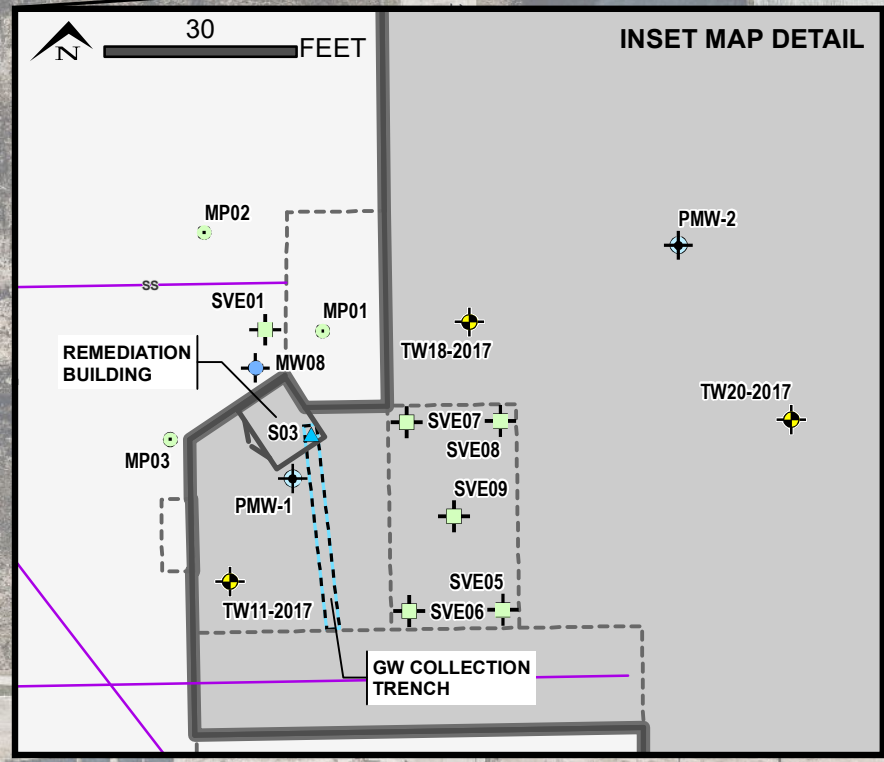 30
FEET
N
INSET MAP DETAIL
MP02
PMW-2
SS
SVE01
MP01
REMEDIATION
BUILDING
MW08
TW18-2017
TW20-2017
S03
SVE07
SVE08
MP03
PMW-1
SVE09
TW11-2017
SVE05
SVE06
GW COLLECTION
TRENCH